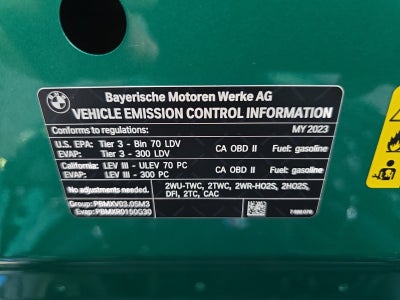 BMW
Bayerische Motoren Werke AG
VEHICLE EMISSION CONTROL INFORMATION
Conforms to regulations: MY 2023
U.S. EPA: Tier 3 - Bin 70 LDV CA OBD II Fuel: gasoline
EVAP: Tier 3 - 300 LDV
California: LEV III - ULEV 70 PC CA OBD II Fuel: gasoline
Evap: LEV III - 300 PC
No adjustments needed. 2WU-TWC, 2TWC, 2WR-HO2S, 2HO2S,
DFI, 2TC, CAC
Group: PBMXV03.0SM3
Evap: PBMXR0150G30